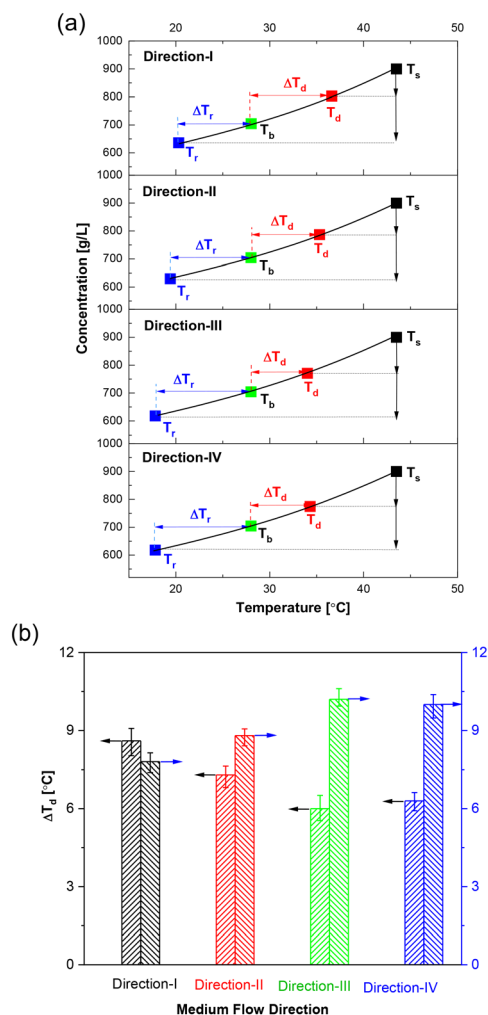 (a)
20 30 40 50
1000
900
800
700
600
Direction-I
ΔTr
ΔTd
Tr
Tb
Td
Ts
1000
900
800
700
600
Direction-II
ΔTr
ΔTd
Tr
Tb
Td
Ts
1000
900
800
700
600
Direction-III
ΔTr
ΔTd
Tr
Tb
Td
Ts
1000
900
800
700
600
Direction-IV
ΔTr
ΔTd
Tr
Tb
Td
Ts
Concentration [g/L]
20 30 40 50
Temperature [°C]
(b)
12
9
6
3
0
ΔTd [°C]
12
9
6
3
0
Direction-I Direction-II Direction-III Direction-IV
Medium Flow Direction